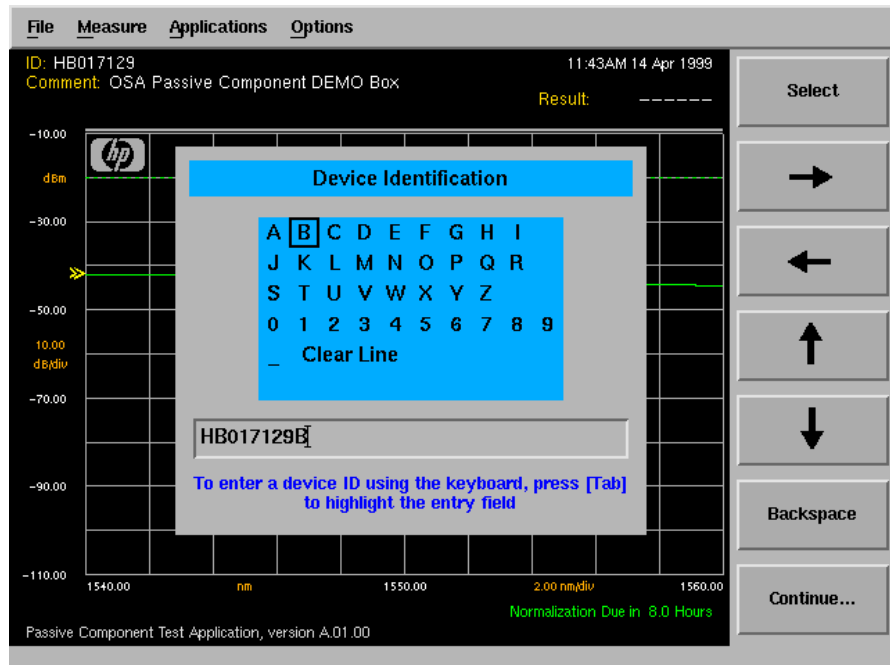 File Measure Applications Options
ID: HB017129
11:43AM 14 Apr 1999
Comment: OSA Passive Component DEMO Box
Result: ------
Select
-10.00
hp
dBm
Device Identification
-30.00
A B C D E F G H I
J K L M N O P Q R
S T U V W X Y Z
0 1 2 3 4 5 6 7 8 9
_ Clear Line
-50.00
10.00
dB/div
-70.00
HB017129B
To enter a device ID using the keyboard, press [Tab]
to highlight the entry field
-90.00
Backspace
-110.00
1540.00 nm 1550.00 2.00 nm/div 1560.00
Continue...
Normalization Due in 8.0 Hours
Passive Component Test Application, version A.01.00